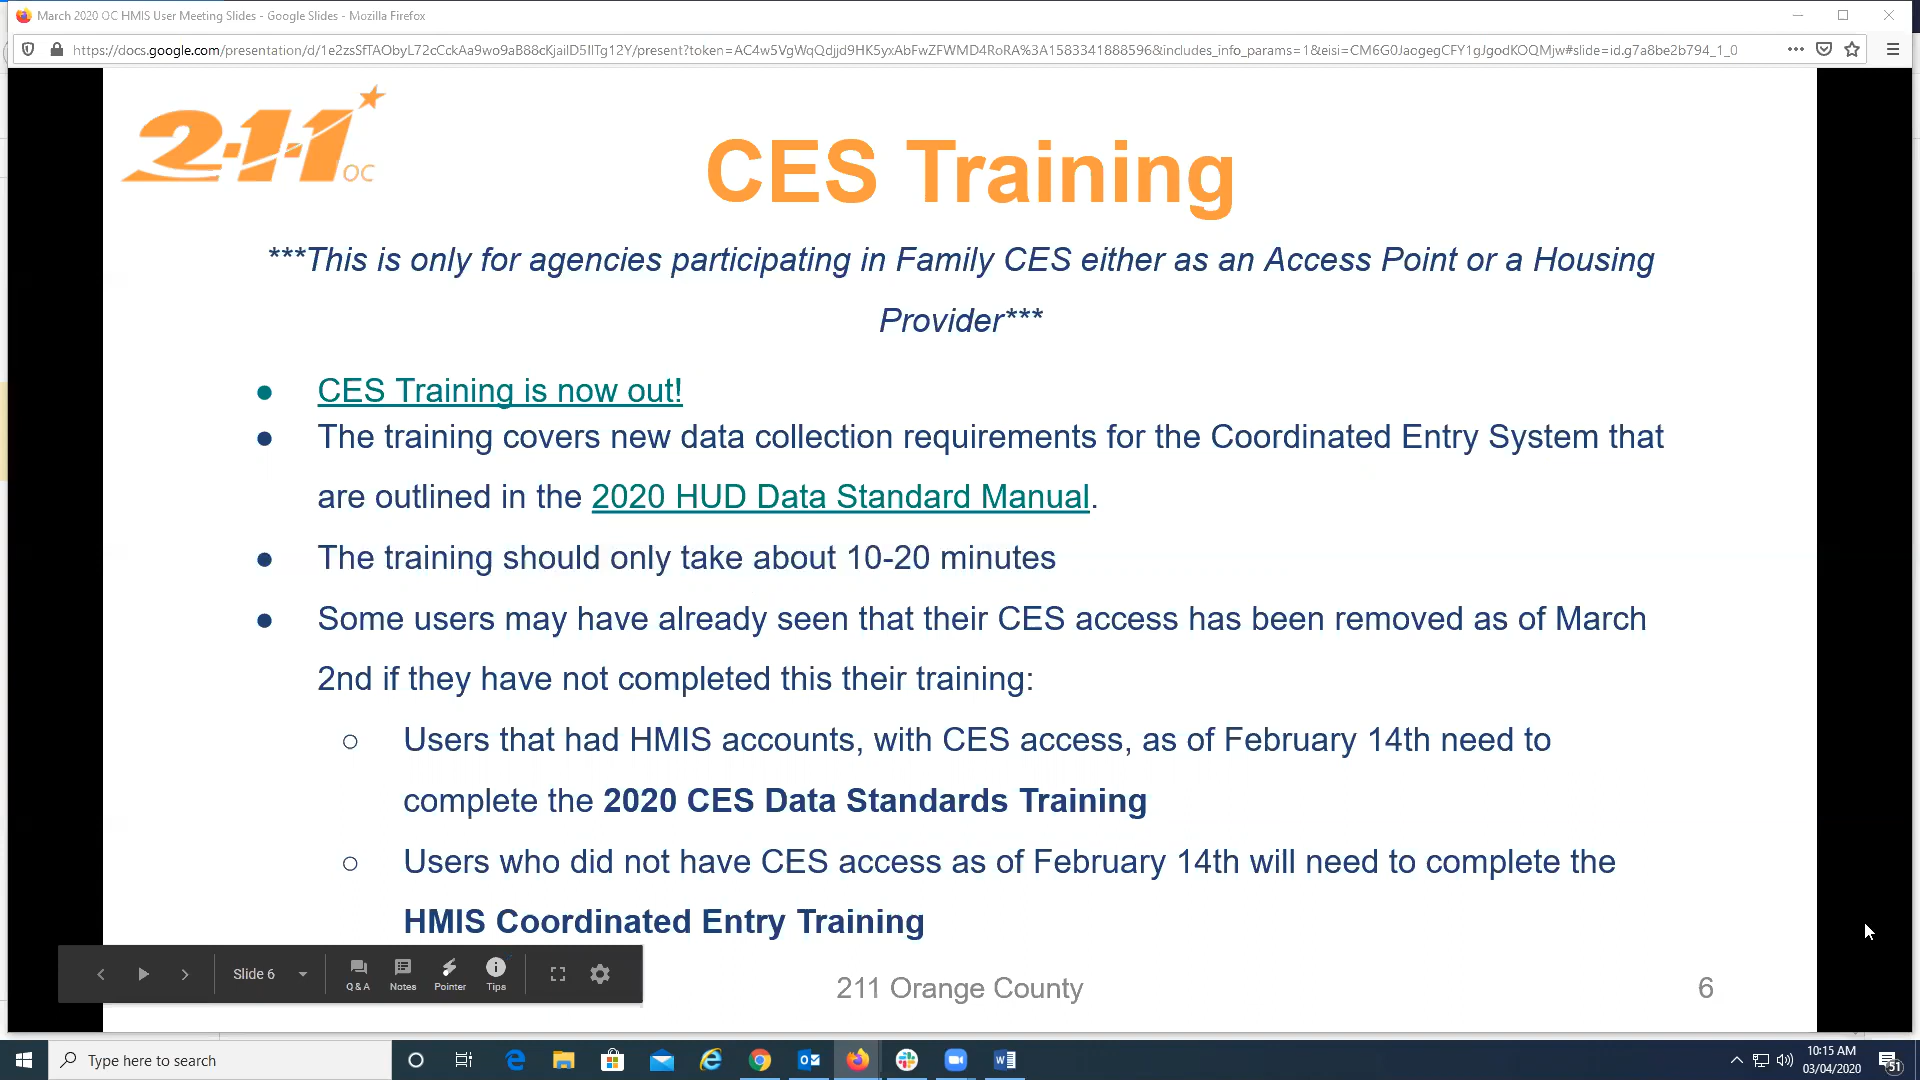 March 2020 OC HMIS User Meeting Slides - Google Slides - Mozilla Firefox
https://docs.google.com/presentation/d/1e2zsSfTAObyL72cCckAa9wo9aB88cKjailD5IlTg12Y/present?token=AC4w5VgWqQdjjd9HK5yxAbFwZFWMD4RoRA%3A1583341888596&includes_info_params=1&eisi=CM6G0JaogegCFY1gJgodKOQMjw#slide=id.g7a8be2b794_1_0
2-1-1 OC
CES Training
***This is only for agencies participating in Family CES either as an Access Point or a Housing
Provider***
● CES Training is now out!
● The training covers new data collection requirements for the Coordinated Entry System that
are outlined in the 2020 HUD Data Standard Manual.
● The training should only take about 10-20 minutes
● Some users may have already seen that their CES access has been removed as of March
2nd if they have not completed this their training:
○ Users that had HMIS accounts, with CES access, as of February 14th need to
complete the 2020 CES Data Standards Training
○ Users who did not have CES access as of February 14th will need to complete the
HMIS Coordinated Entry Training
Slide 6
Q & A Notes Pointer Tips
211 Orange County
6
Type here to search
10:15 AM
03/04/2020
51